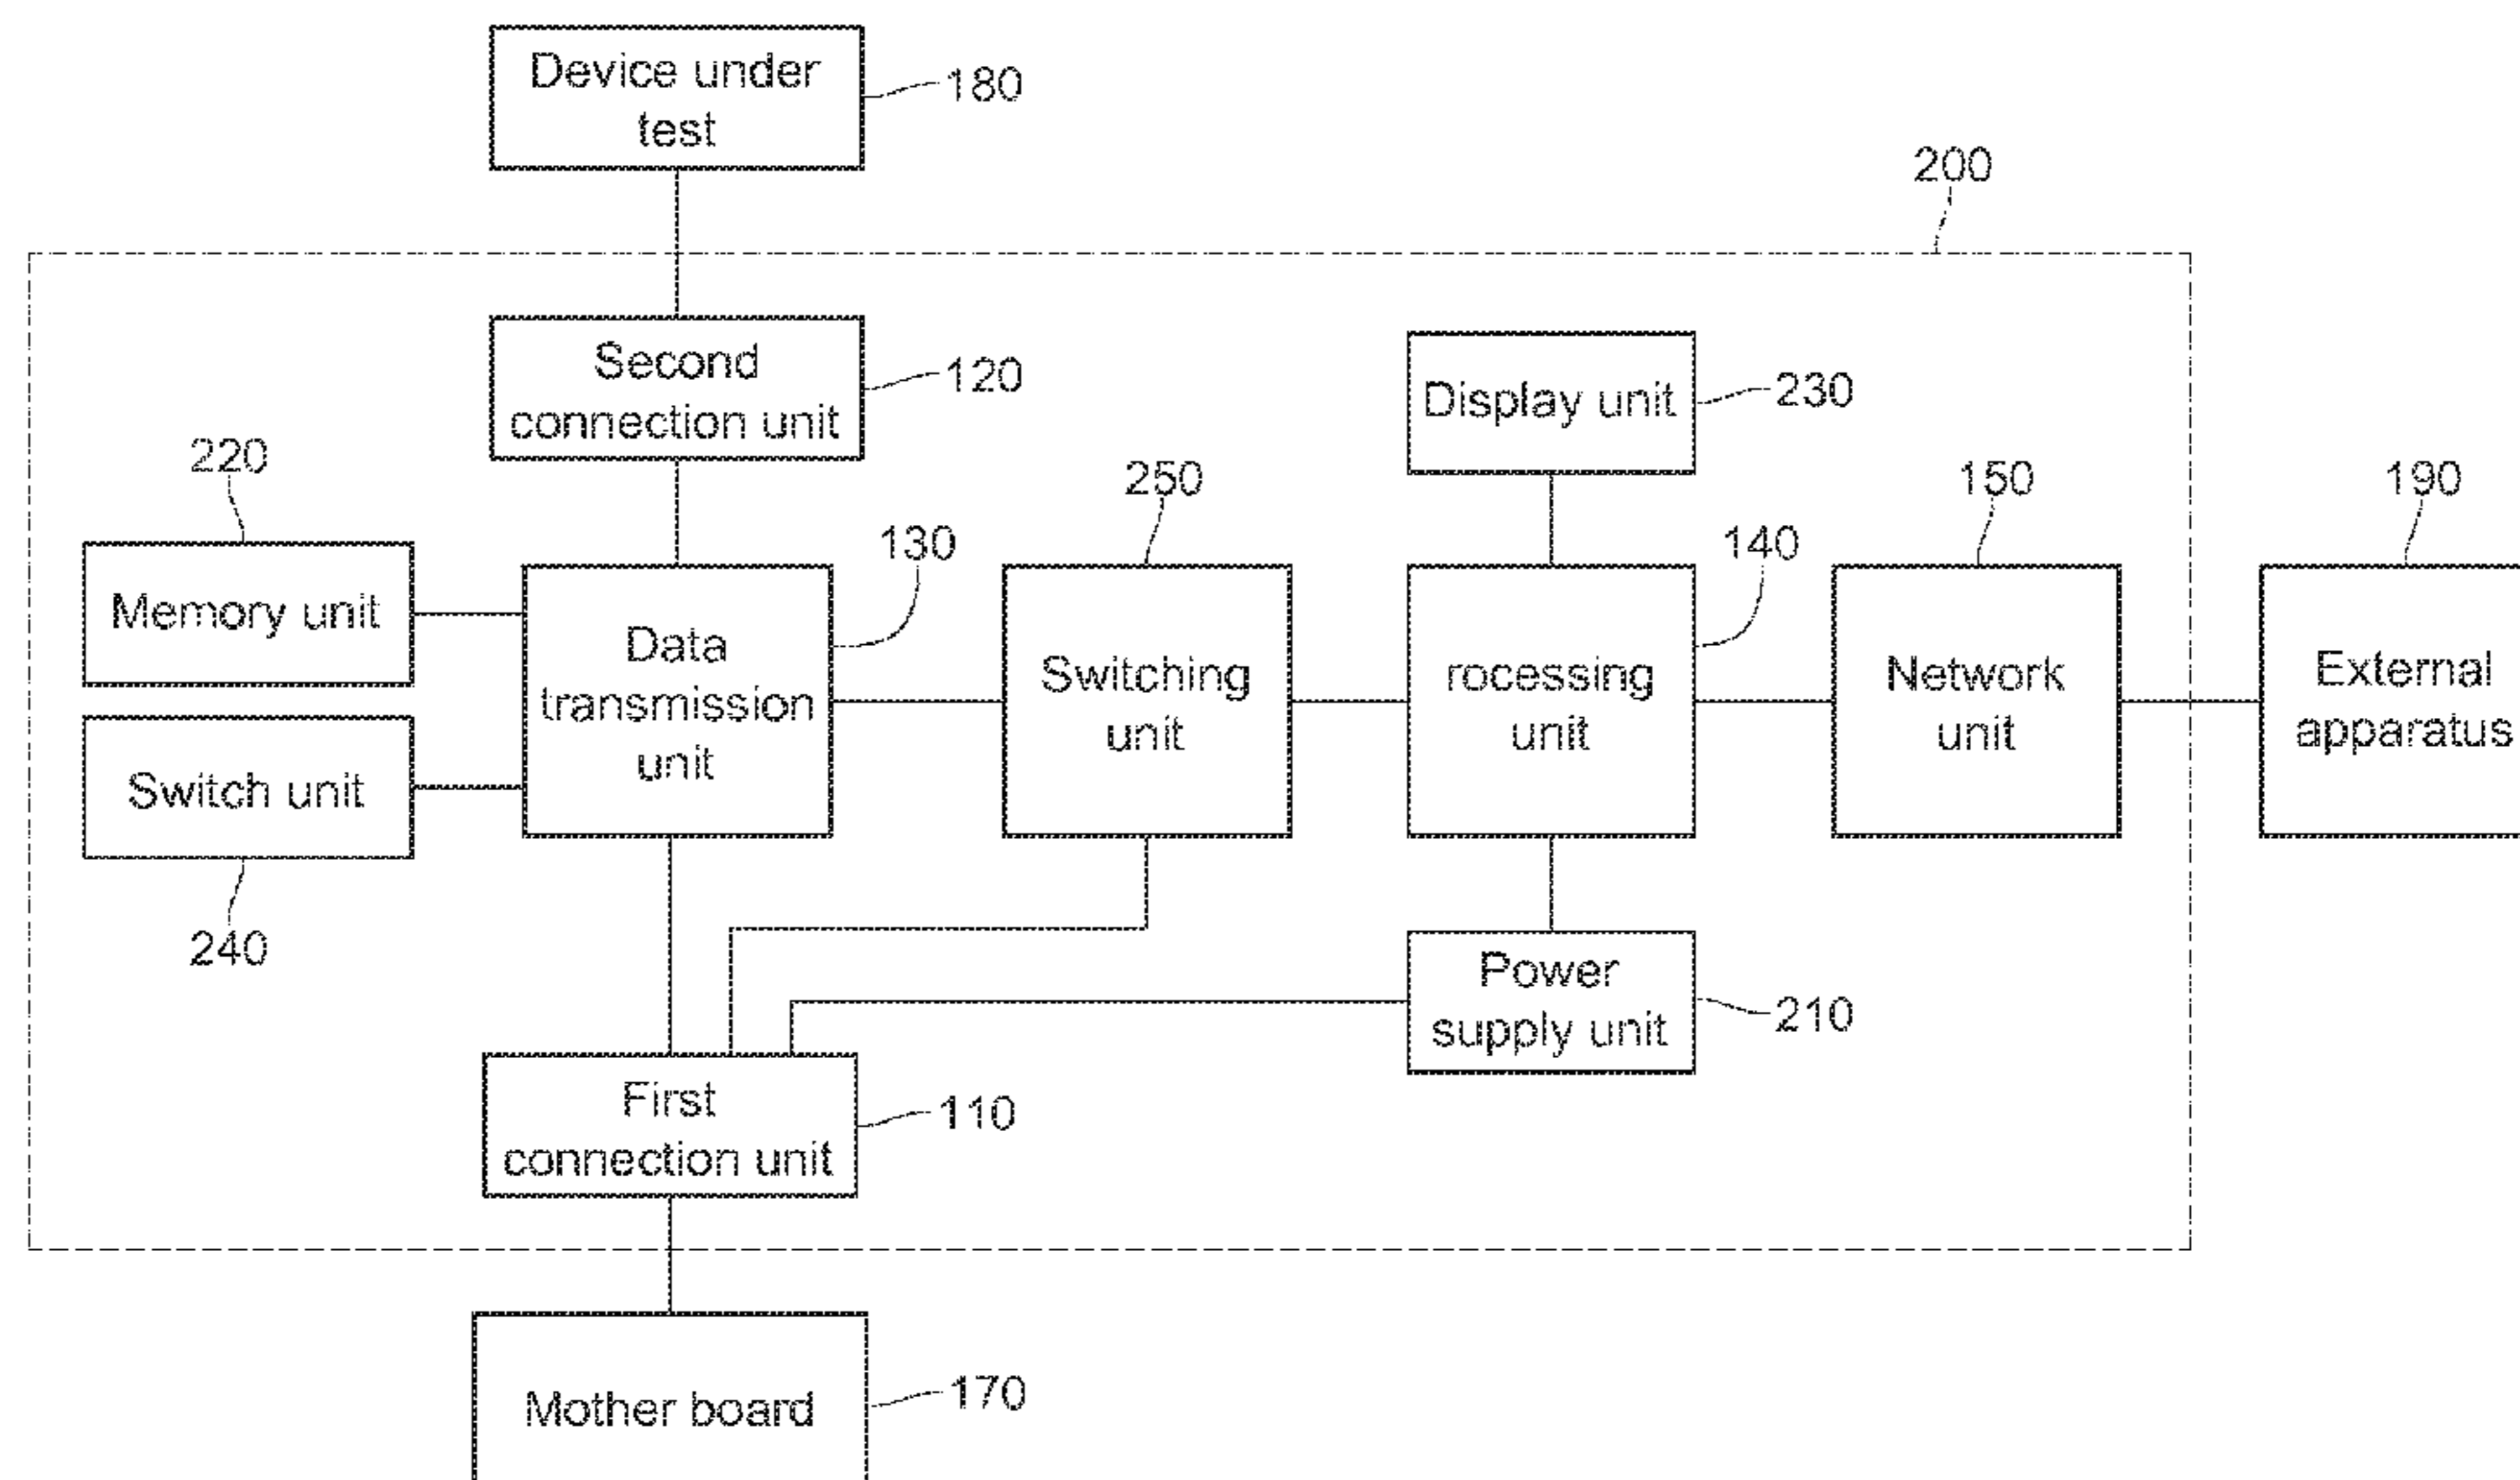 Device under
test
180
200
Second
connection unit
120
Display unit
230
220
250
150
190
Memory unit
130
140
Data
transmission
unit
Switching
unit
rocessing
unit
Network
unit
External
apparatus
Switch unit
240
Power
supply unit
210
First
connection unit
110
Mother board
170